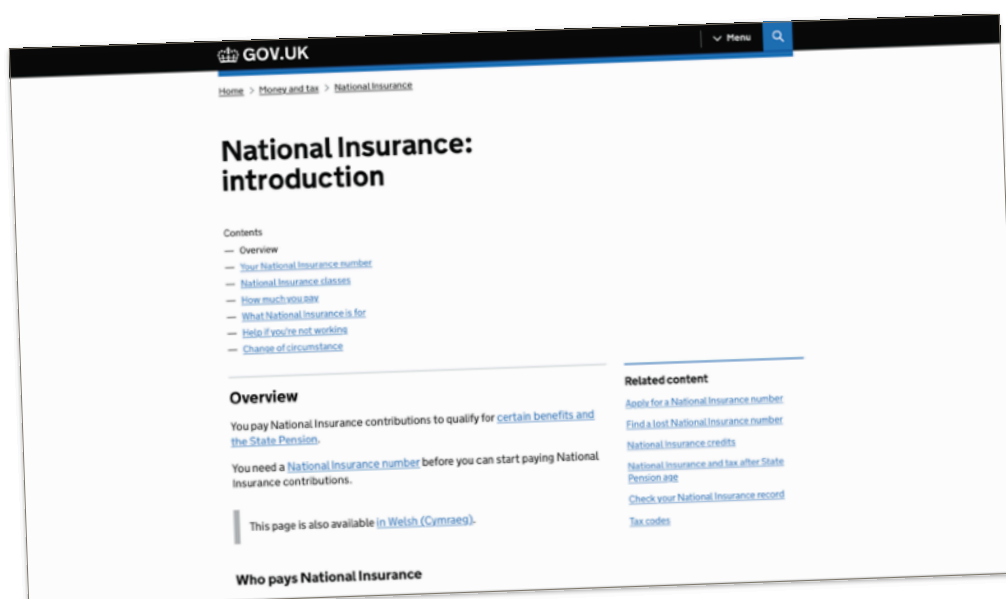 GOV.UK
Menu
Home > Money and tax > National Insurance
National Insurance:
introduction
Contents
— Overview
— Your National Insurance number
— National Insurance classes
— How much you pay
— What National Insurance is for
— Help if you're not working
— Change of circumstance
Overview
You pay National Insurance contributions to qualify for certain benefits and
the State Pension.
You need a National Insurance number before you can start paying National
Insurance contributions.
This page is also available in Welsh (Cymraeg).
Who pays National Insurance
Related content
Apply for a National Insurance number
Find a lost National Insurance number
National Insurance credits
National Insurance and tax after State
Pension age
Check your National Insurance record
Tax codes